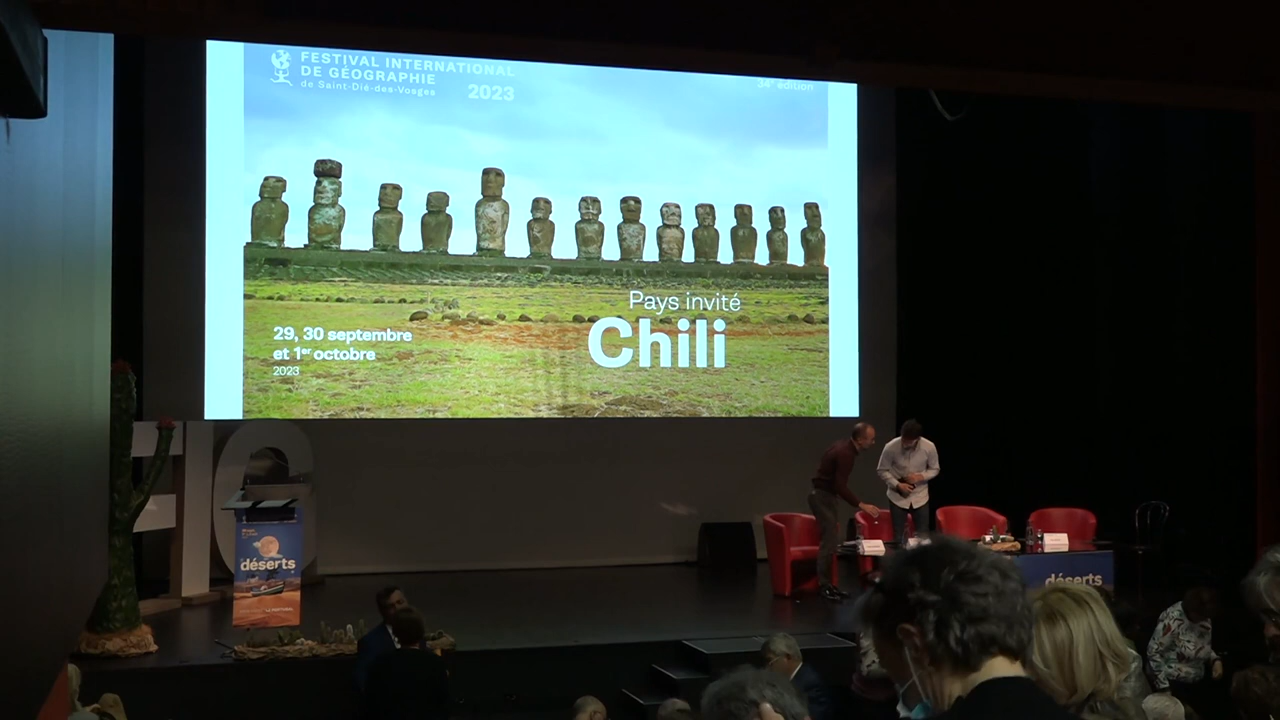 FESTIVAL INTERNATIONAL
DE GÉOGRAPHIE
de Saint-Dié-des-Vosges
2023
34e édition
Pays invité
Chili
29, 30 septembre
et 1er octobre
2023
déserts
déserts